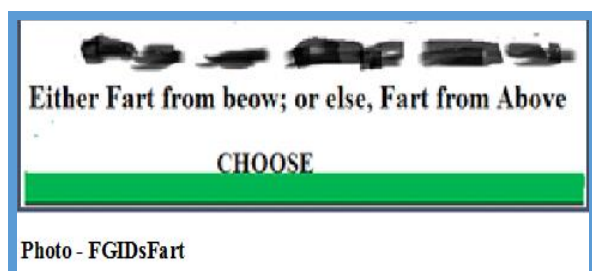 Either Fart from beow; or else, Fart from Above
CHOOSE
Photo - FGIDsFart